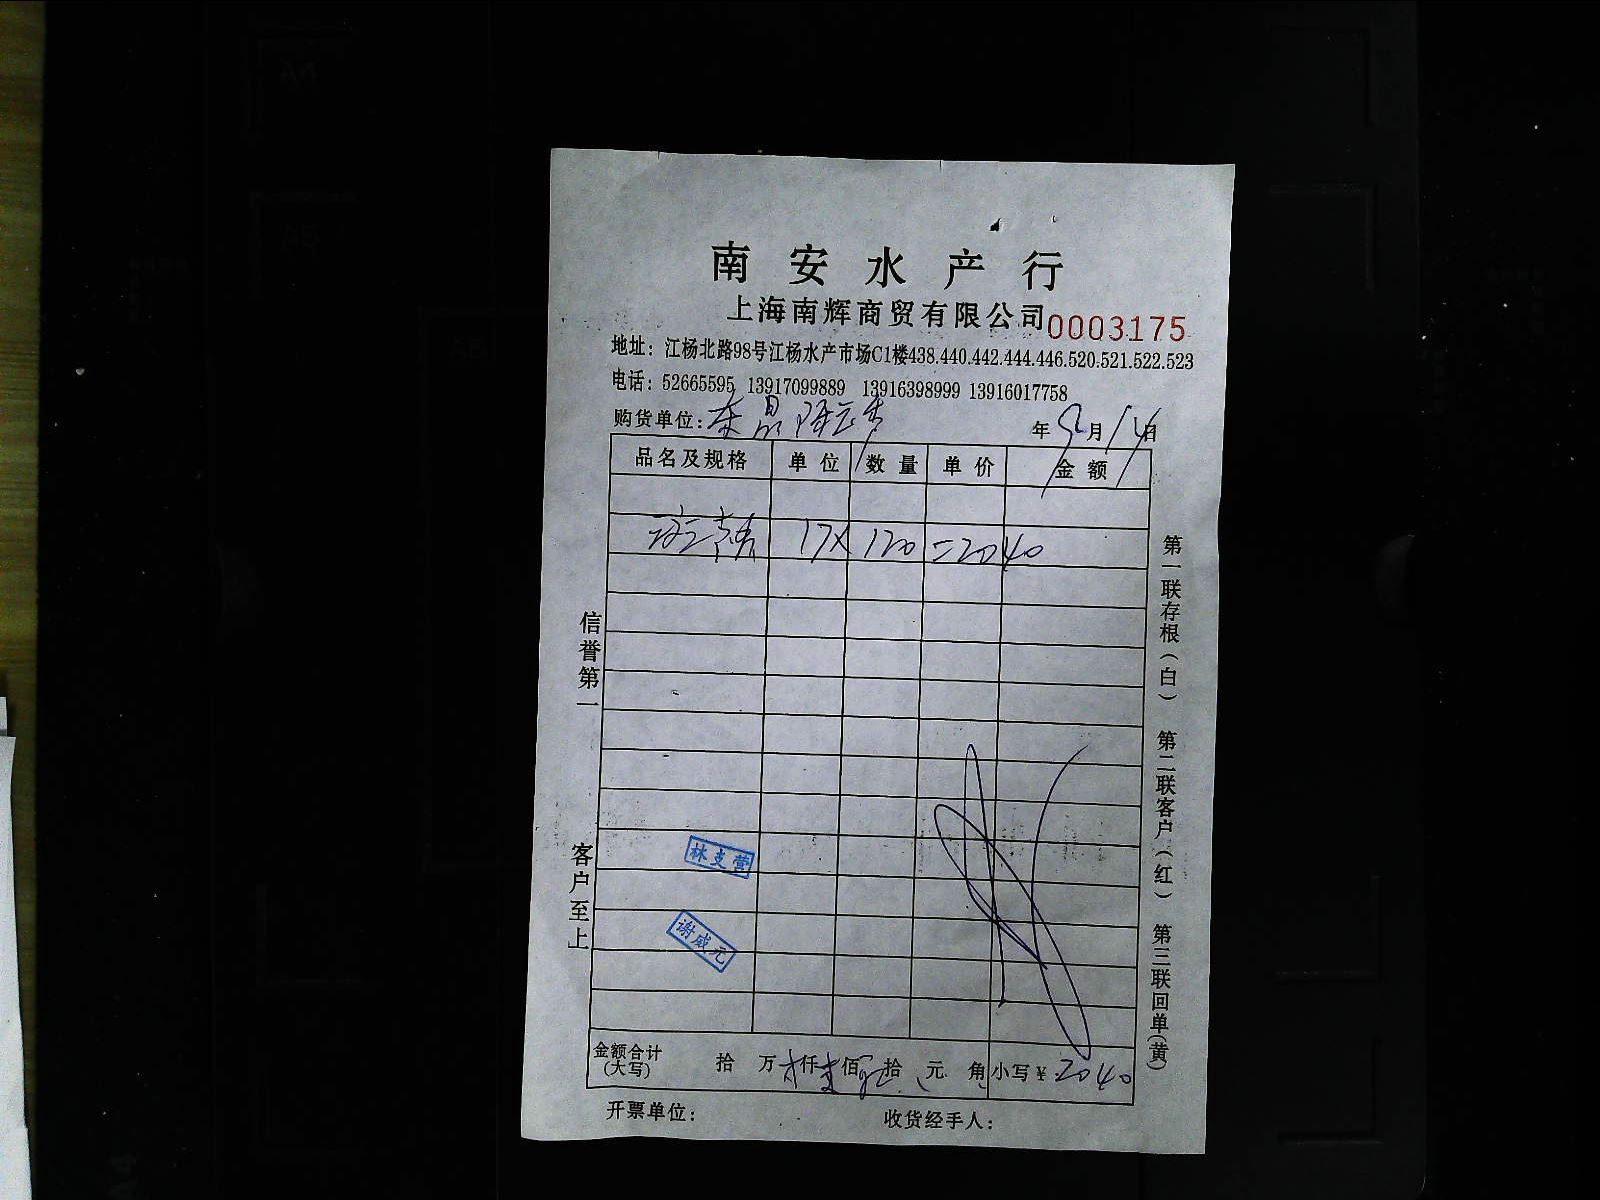 南安水产行
上海南辉商贸有限公司 0003175
地址：江杨北路98号江杨水产市场C1楼438.440.442.444.446.520.521.522.523
电话：52665595 13917099889 13916398999 13916017758
购货单位： 年 月 日
品名及规格 单位 数量 单价 金额
17X 120 =2040
信誉第一
客户至上
第一联存根（白） 第二联客户（红） 第三联回单（黄）
林支营
谢威元
金额合计（大写） 拾 万 仟 佰 拾 元 角 小写￥2040
开票单位： 收货经手人：